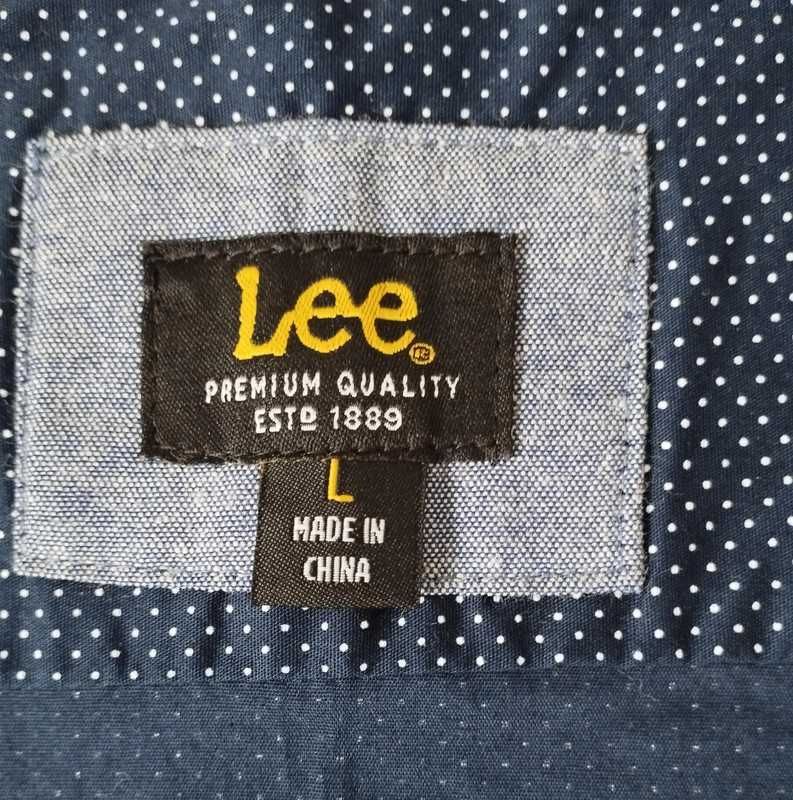 Lee®
PREMIUM QUALITY
ESTD 1889
L
MADE IN
CHINA